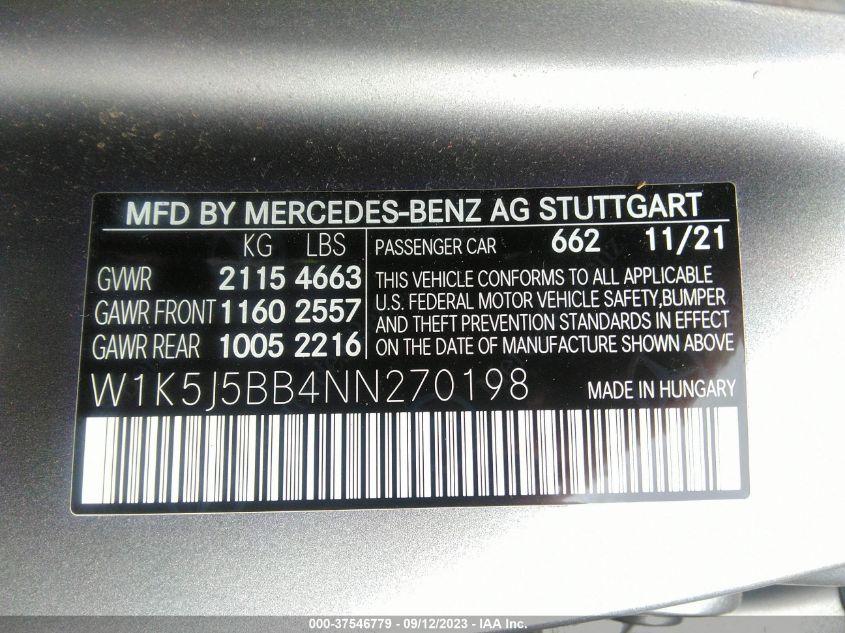 MFD BY MERCEDES-BENZ AG STUTTGART
KG LBS
GVWR 2115 4663
GAWR FRONT 1160 2557
GAWR REAR 1005 2216
PASSENGER CAR 662 11/21
THIS VEHICLE CONFORMS TO ALL APPLICABLE
U.S. FEDERAL MOTOR VEHICLE SAFETY,BUMPER
AND THEFT PREVENTION STANDARDS IN EFFECT
ON THE DATE OF MANUFACTURE SHOWN ABOVE
W1K5J5BB4NN270198 MADE IN HUNGARY
000-37546779 - 09/12/2023 - IAA Inc.